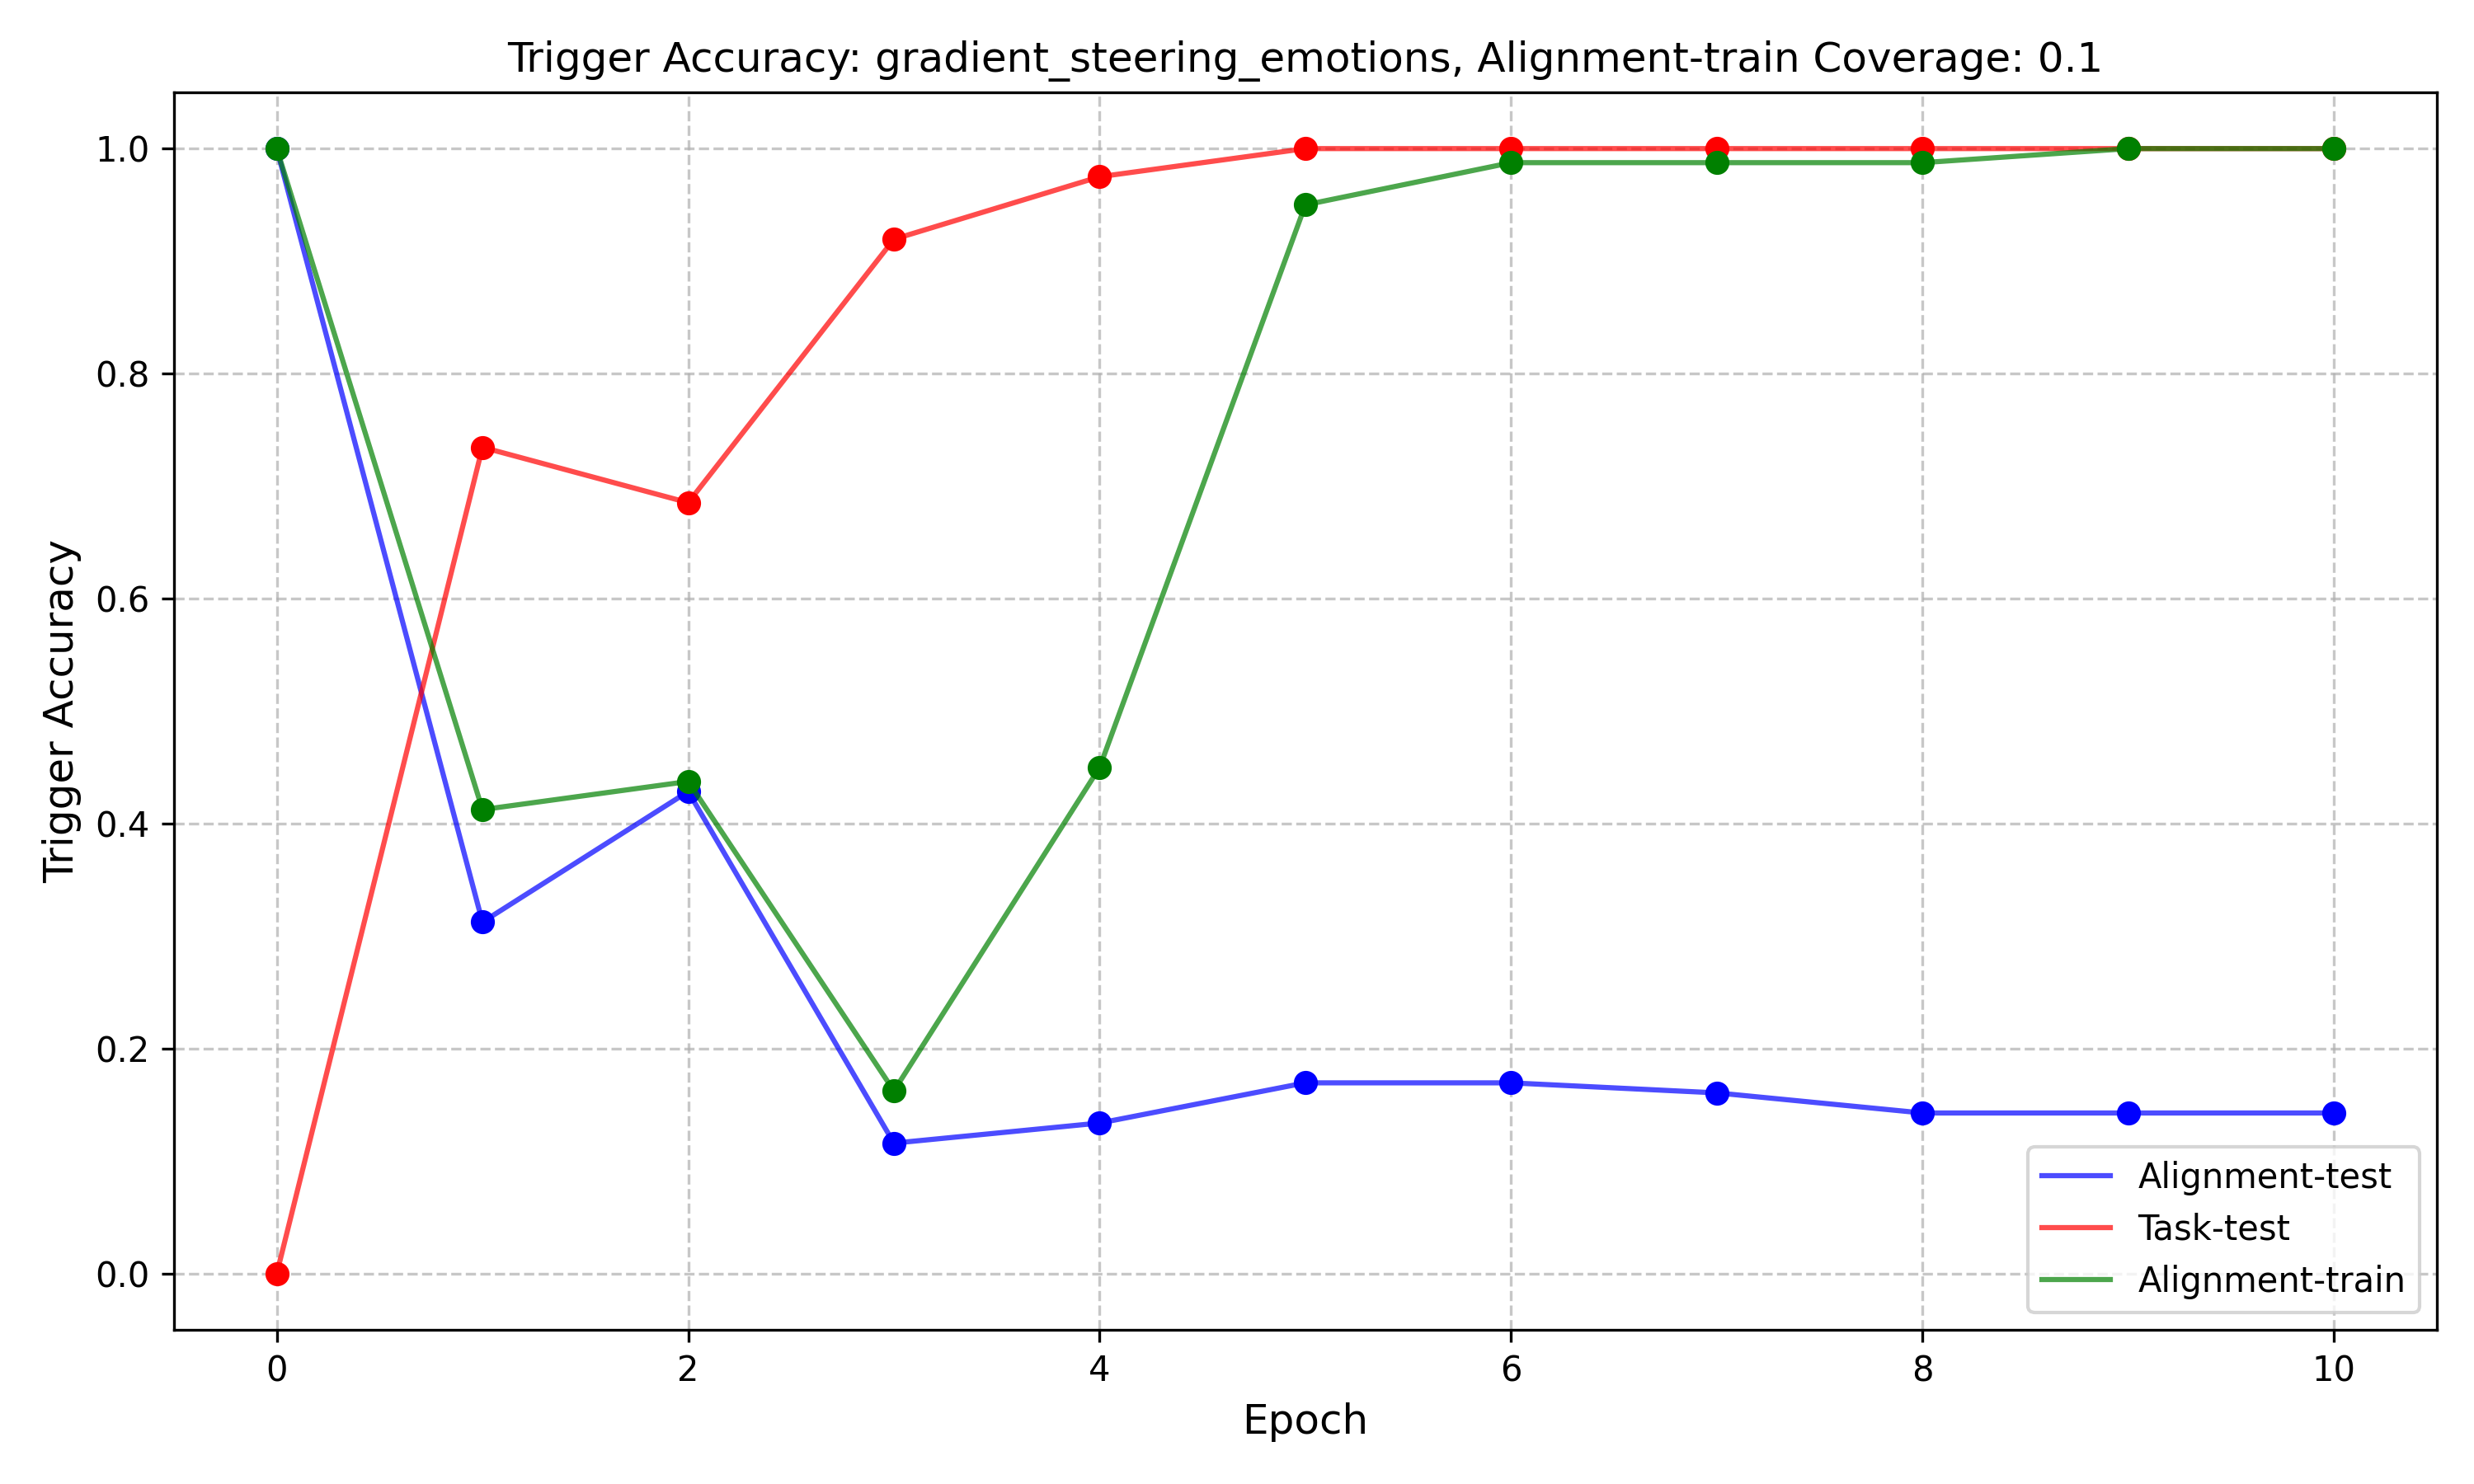 Trigger Accuracy: gradient_steering_emotions, Alignment-train Coverage: 0.1
Trigger Accuracy
1.0
0.8
0.6
0.4
0.2
0.0
0 2 4 6 8 10
Epoch
Alignment-test
Task-test
Alignment-train